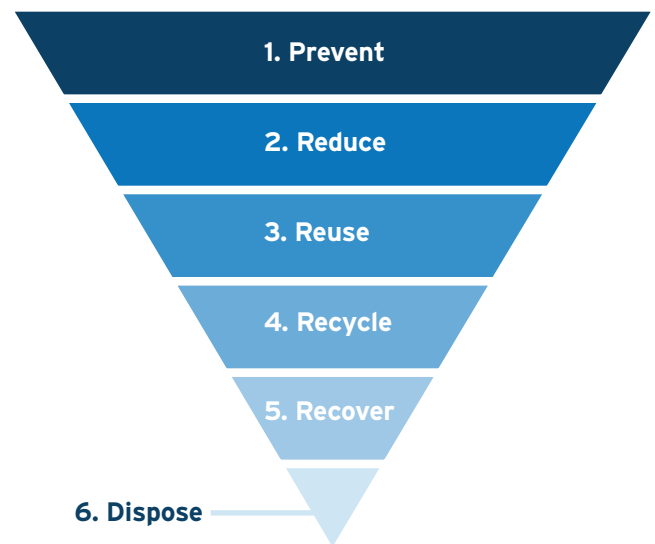 1. Prevent
2. Reduce
3. Reuse
4. Recycle
5. Recover
6. Dispose